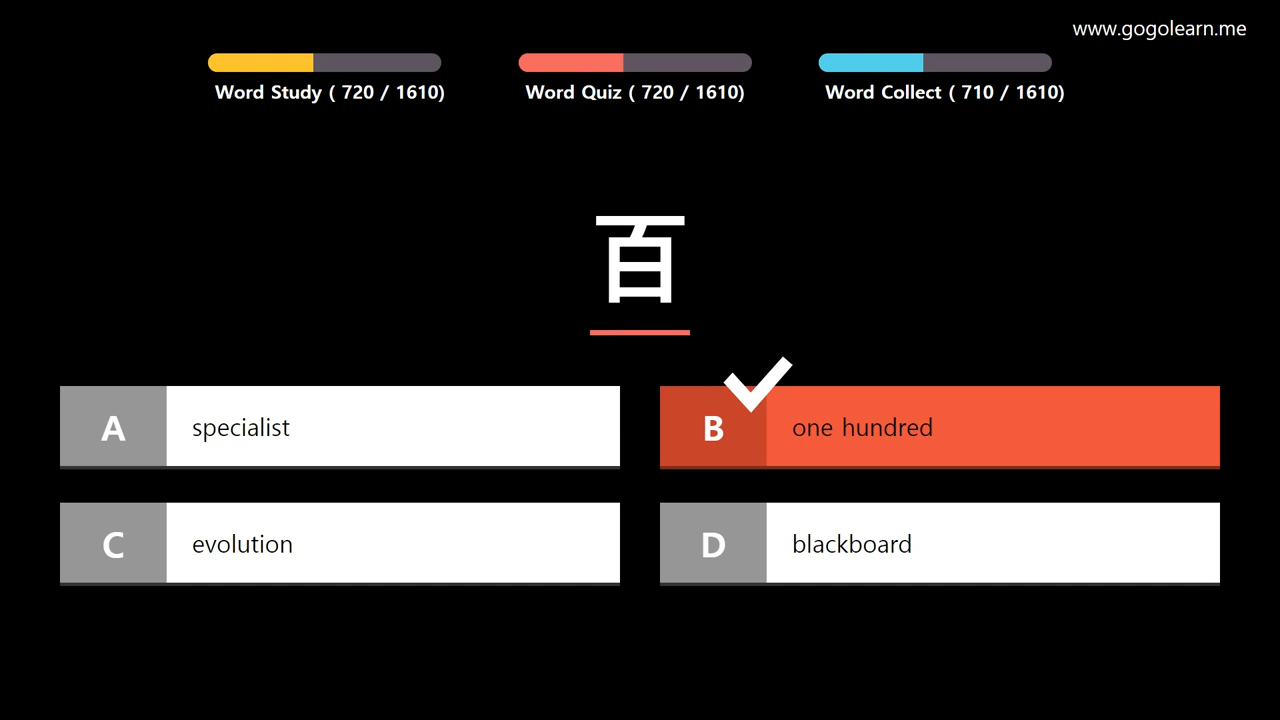 www.gogolearn.me
Word Study ( 720 / 1610)
Word Quiz ( 720 / 1610)
Word Collect ( 710 / 1610)
百
A specialist
B one hundred
C evolution
D blackboard